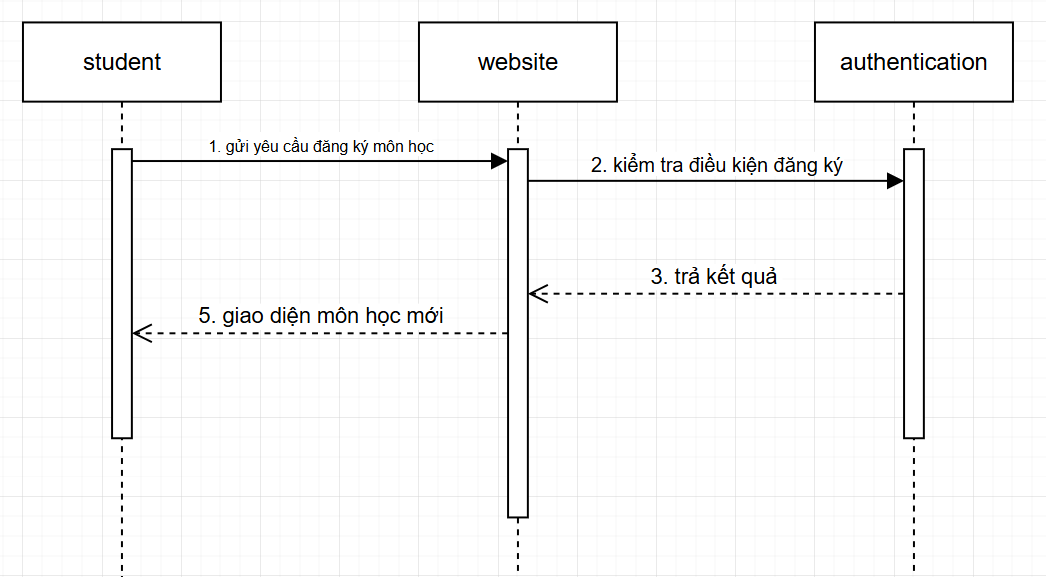 student
website
authentication
1. gửi yêu cầu đăng ký môn học
2. kiểm tra điều kiện đăng ký
3. trả kết quả
5. giao diện môn học mới